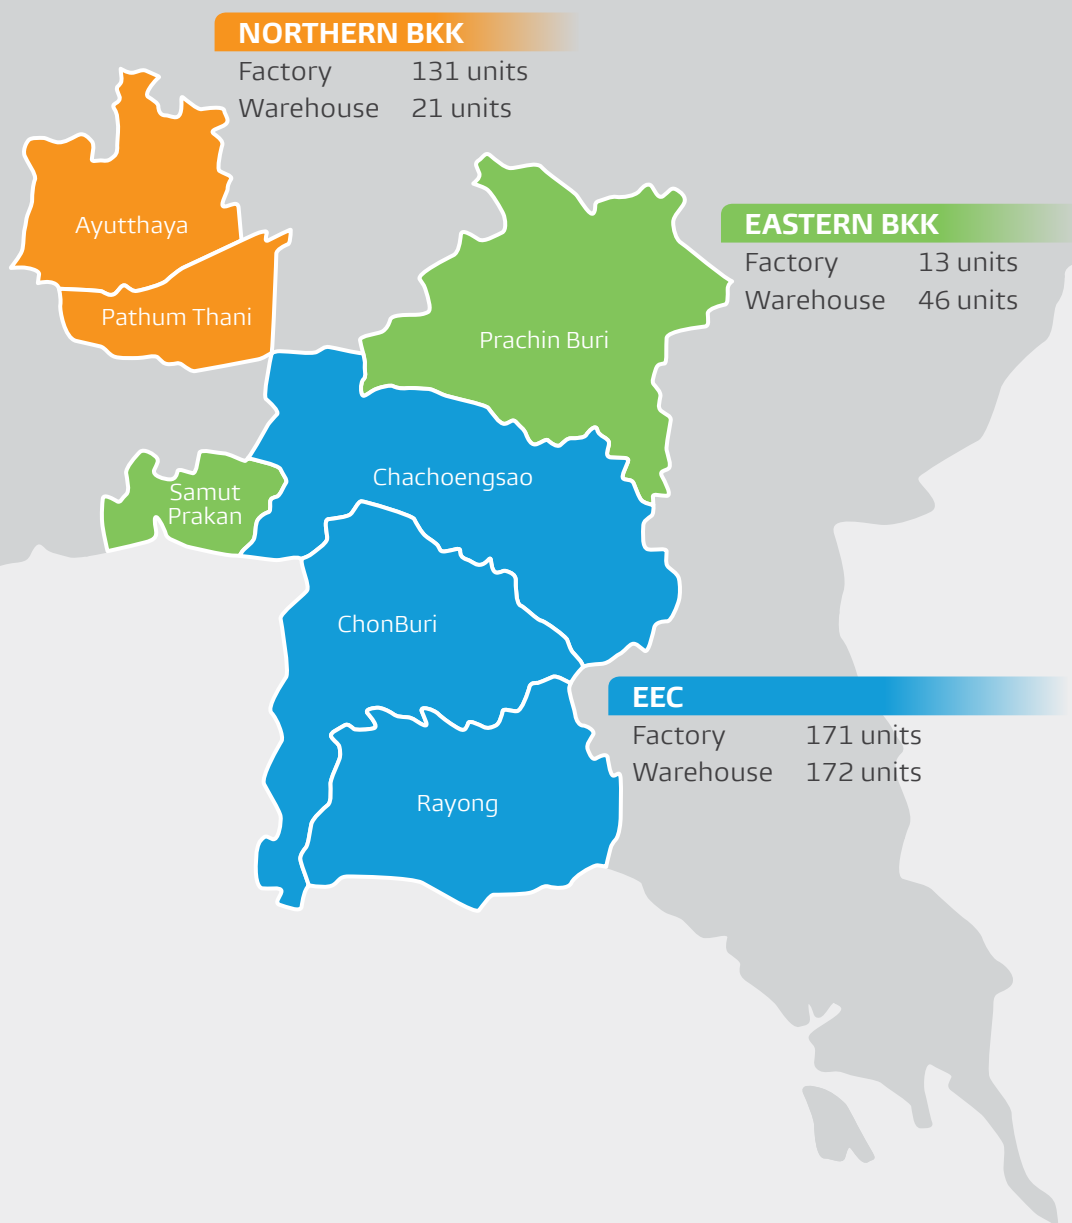 NORTHERN BKK
Factory 131 units
Warehouse 21 units
Ayutthaya
Pathum Thani
EASTERN BKK
Factory 13 units
Warehouse 46 units
Prachin Buri
Samut
Prakan
Chachoengsao
ChonBuri
EEC
Factory 171 units
Warehouse 172 units
Rayong